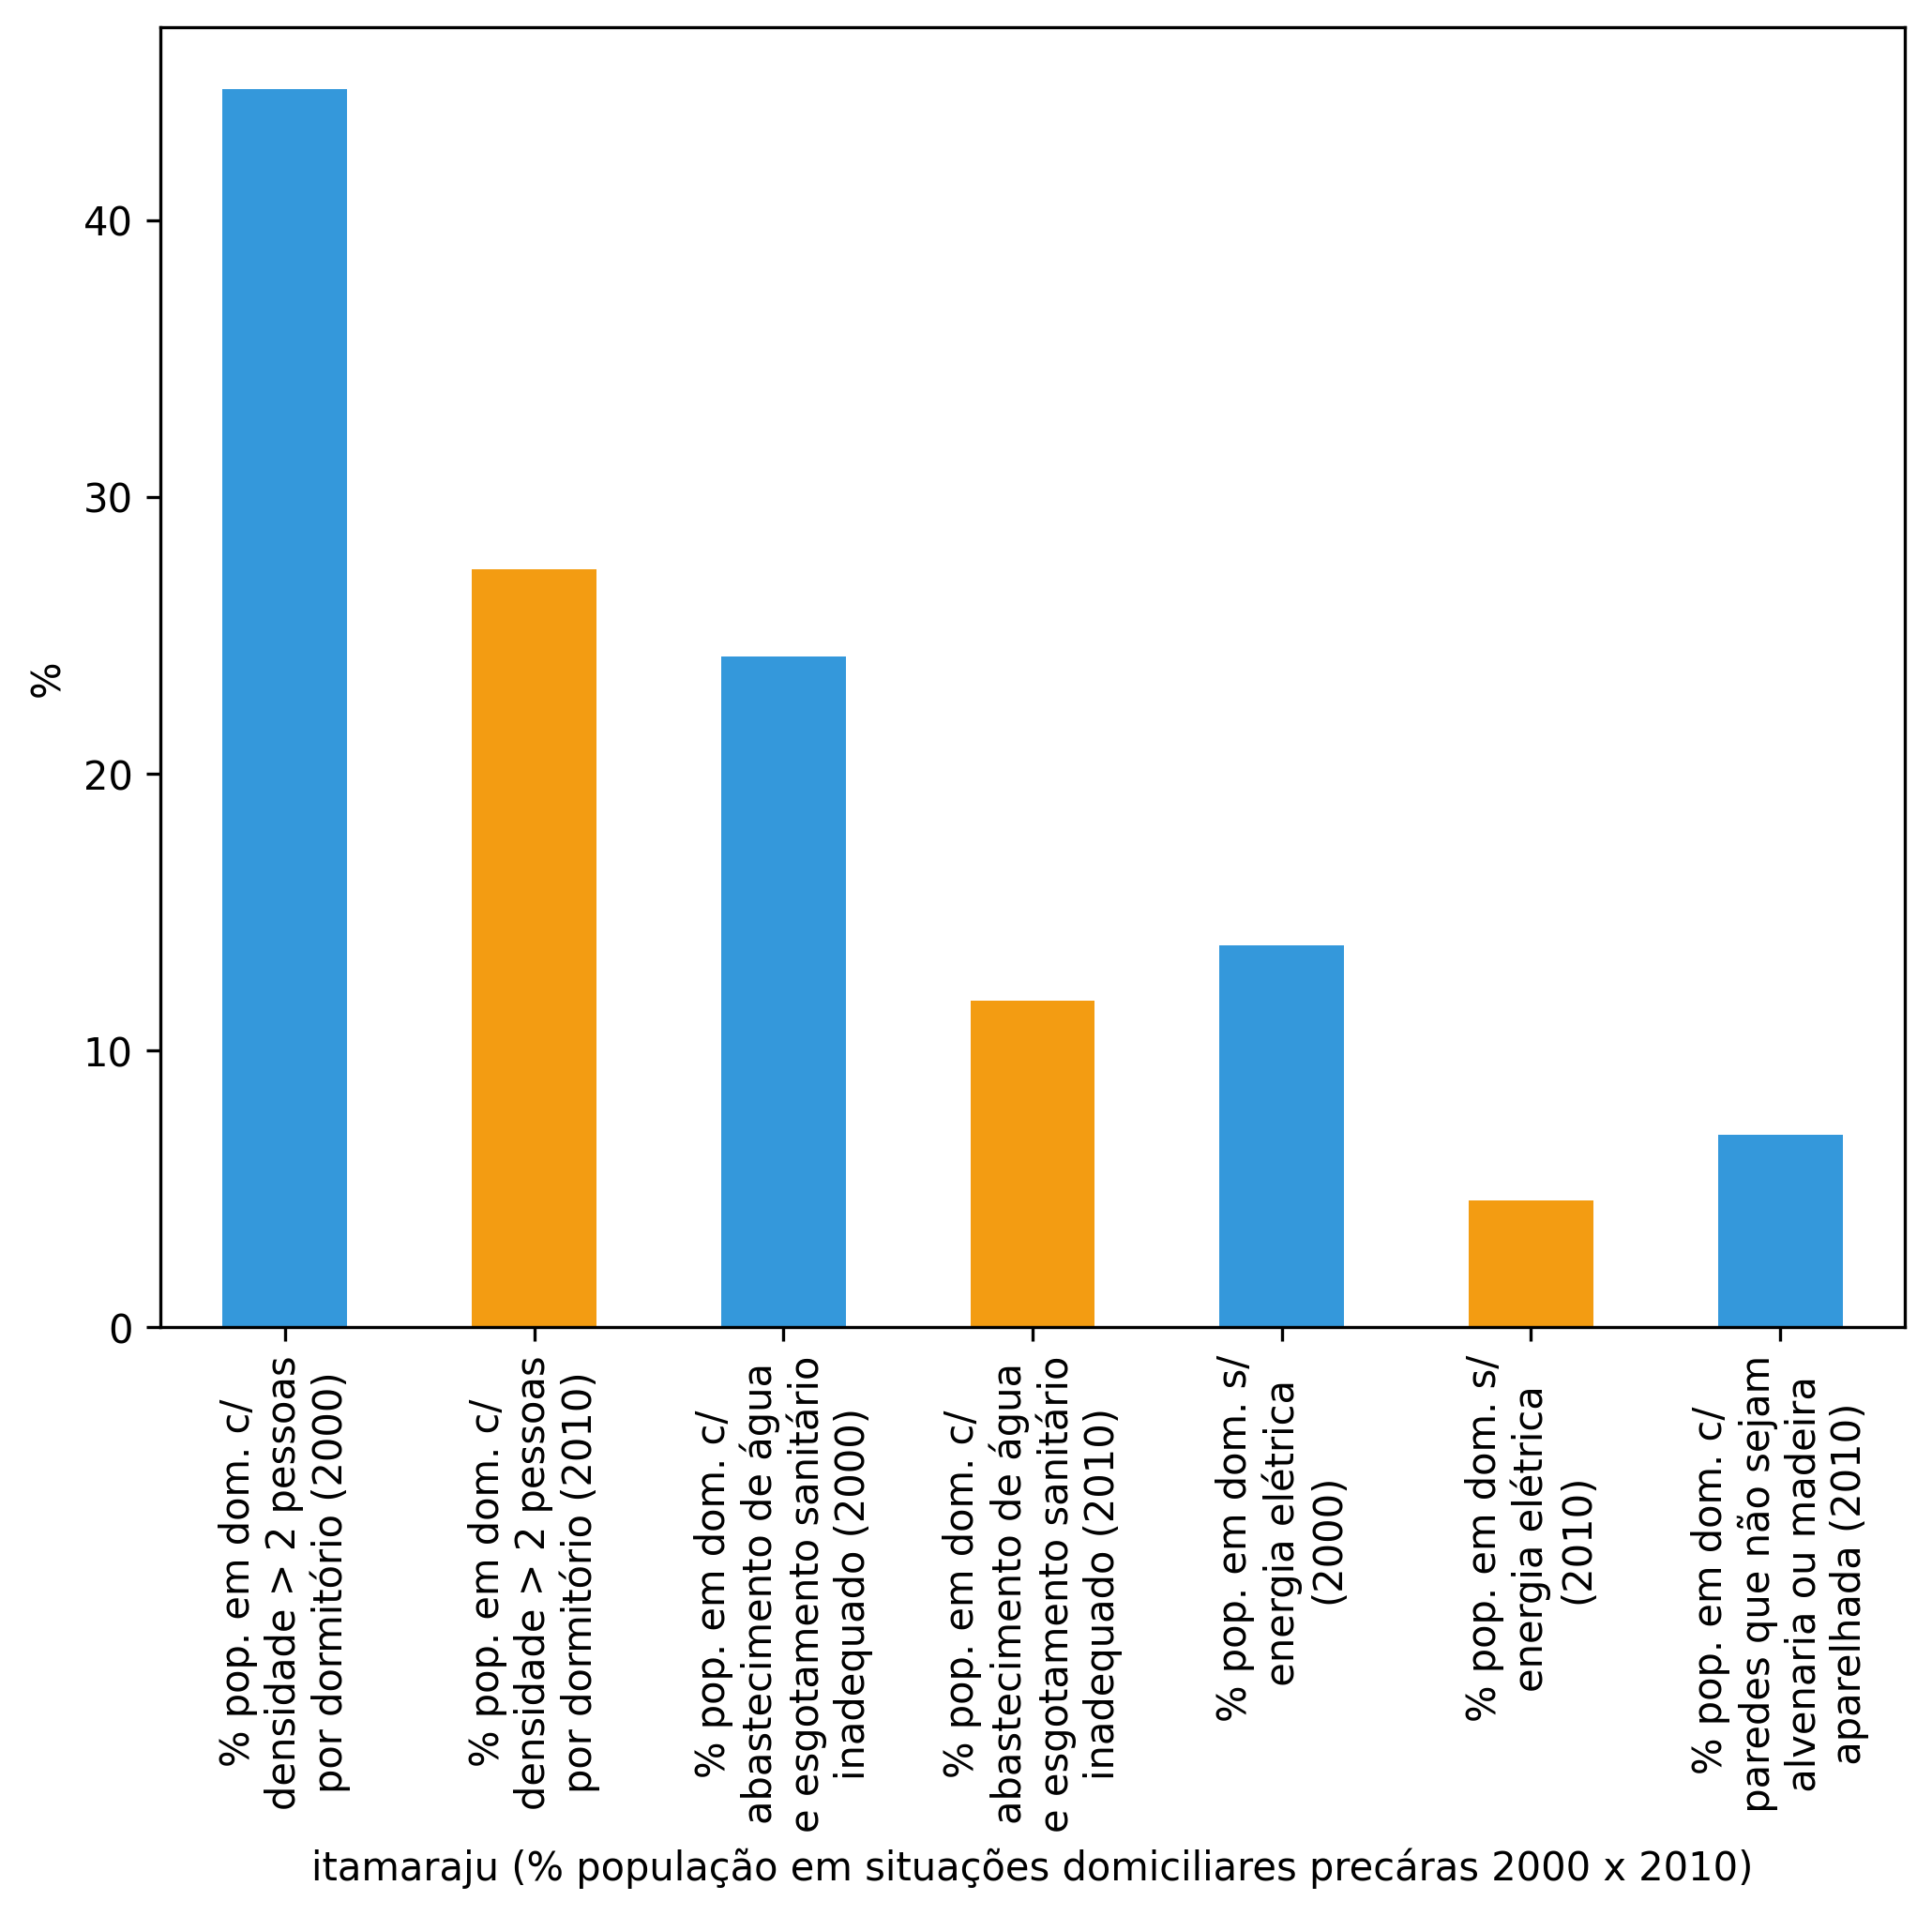 40
30
20
10
0
%
% pop. em dom. c/
densidade > 2 pessoas
por dormitório (2000)
% pop. em dom. c/
densidade > 2 pessoas
por dormitório (2010)
% pop. em dom. c/
abastecimento de água
e esgotamento sanitário
inadequado (2000)
% pop. em dom. c/
abastecimento de água
e esgotamento sanitário
inadequado (2010)
% pop. em dom. s/
energia elétrica
(2000)
% pop. em dom. s/
energia elétrica
(2010)
% pop. em dom. c/
paredes que não sejam
alvenaria ou madeira
aparelhada (2010)
itamaraju (% população em situações domiciliares precáras 2000 x 2010)